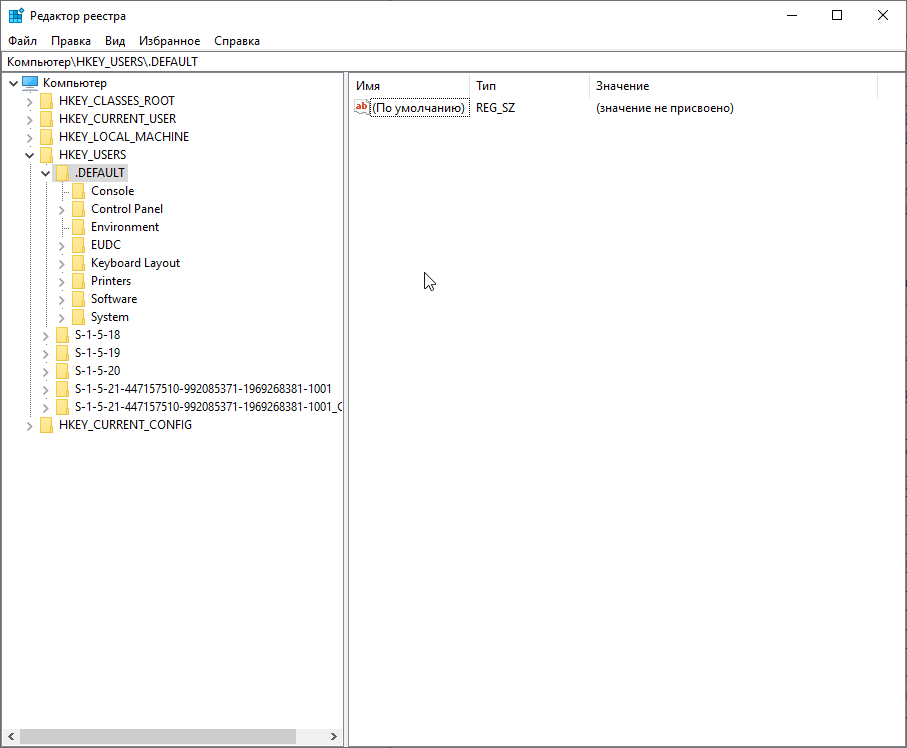 Редактор реестра
Файл Правка Вид Избранное Справка
Компьютер\HKEY_USERS\.DEFAULT
Компьютер
HKEY_CLASSES_ROOT
HKEY_CURRENT_USER
HKEY_LOCAL_MACHINE
HKEY_USERS
.DEFAULT
Console
Control Panel
Environment
EUDC
Keyboard Layout
Printers
Software
System
S-1-5-18
S-1-5-19
S-1-5-20
S-1-5-21-447157510-992085371-1969268381-1001
S-1-5-21-447157510-992085371-1969268381-1001_C
HKEY_CURRENT_CONFIG
Имя Тип Значение
ab (По умолчанию) REG_SZ (значение не присвоено)